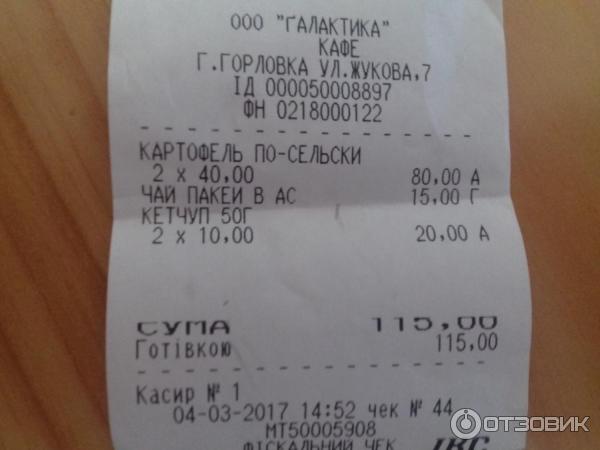 ООО "ГАЛАКТИКА"
КАФЕ
Г.ГОРЛОВКА УЛ.ЖУКОВА,7
ІД 000050008897
ФН 0218000122
КАРТОФЕЛЬ ПО-СЕЛЬСКИ
2 х 40,00 80,00 А
ЧАЙ ПАКЕИ В АС 15,00 Г
КЕТЧУП 50Г
2 х 10,00 20,00 А
СУМА 115,00
Готівкою 115,00
Касир № 1
04-03-2017 14:52 чек № 44
МТ50005908
ФІСКАЛЬНИЙ ЧЕК
ОТЗОВИК